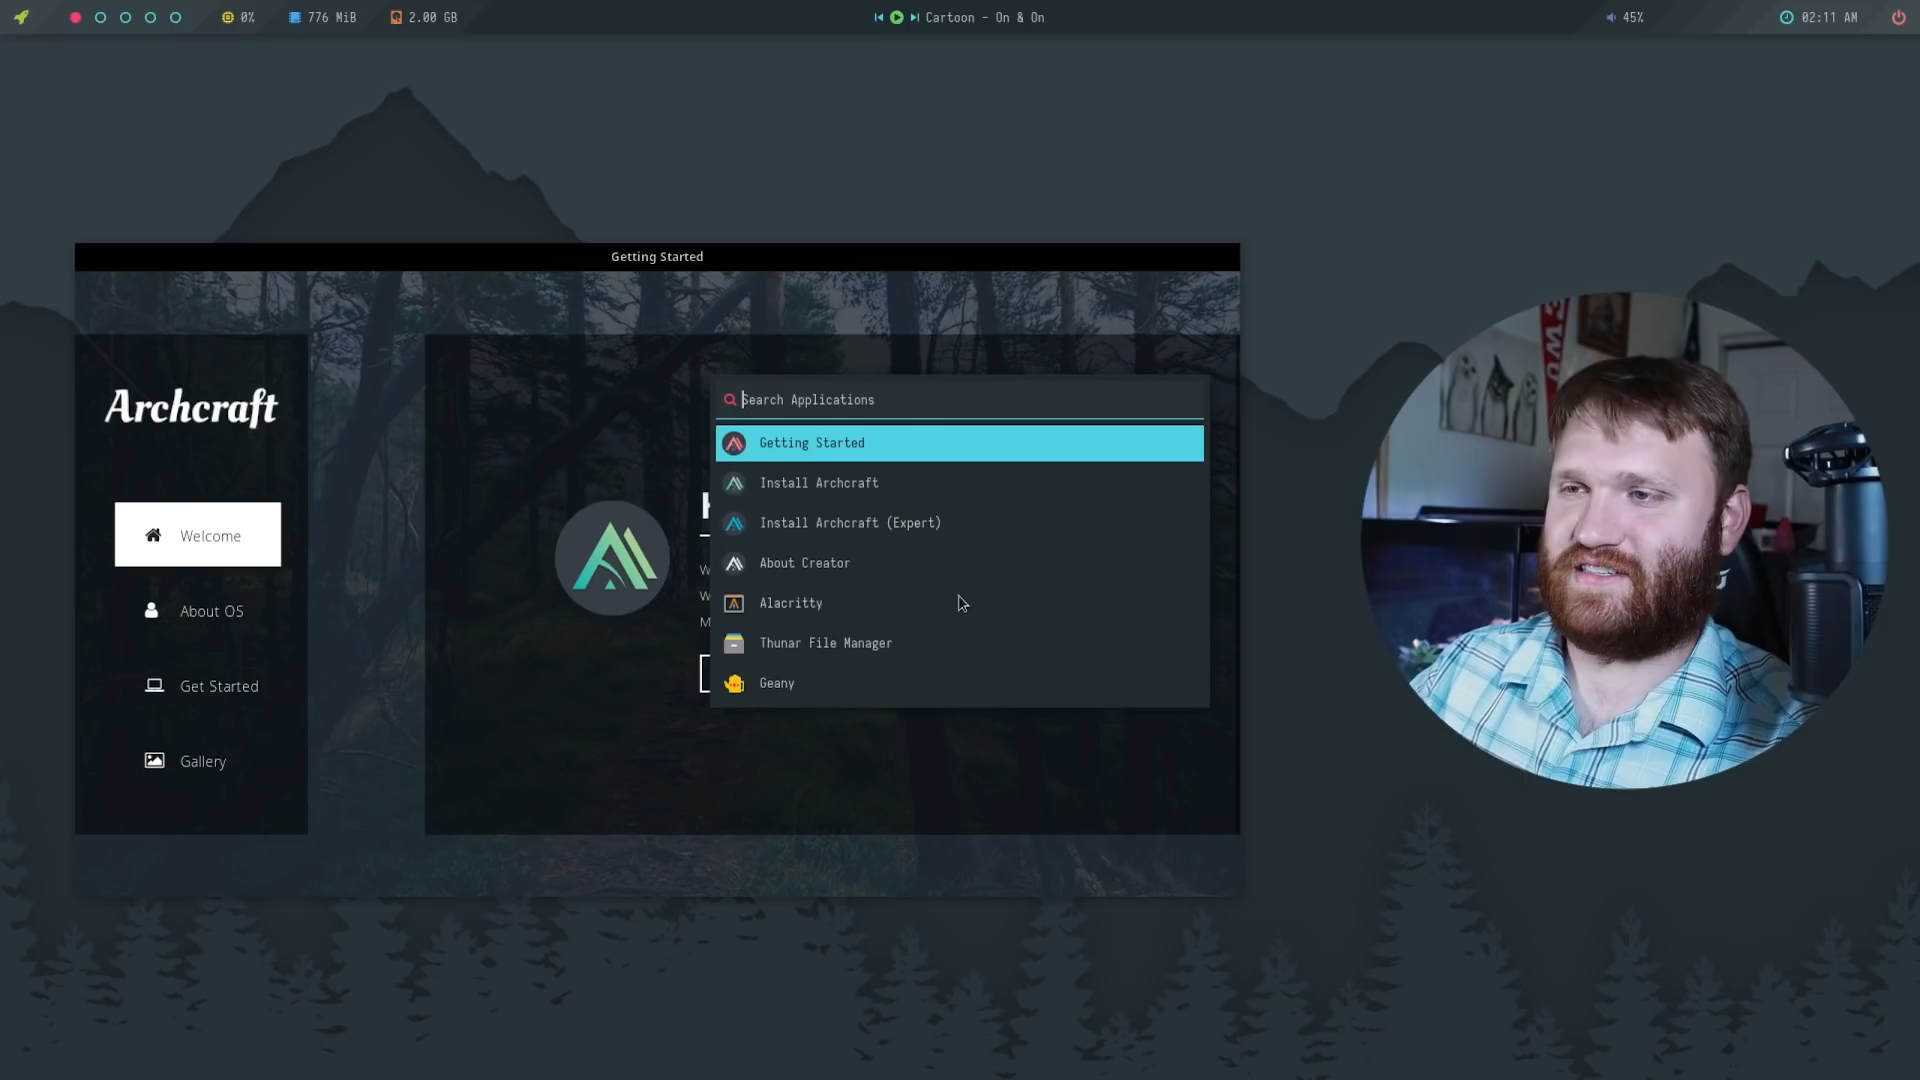 0%
776 MiB
2.00 GB
Cartoon - On & On
45%
02:11 AM
Getting Started
Archcraft
Welcome
About OS
Get Started
Gallery
Search Applications
Getting Started
Install Archcraft
Install Archcraft (Expert)
About Creator
Alacritty
Thunar File Manager
Geany